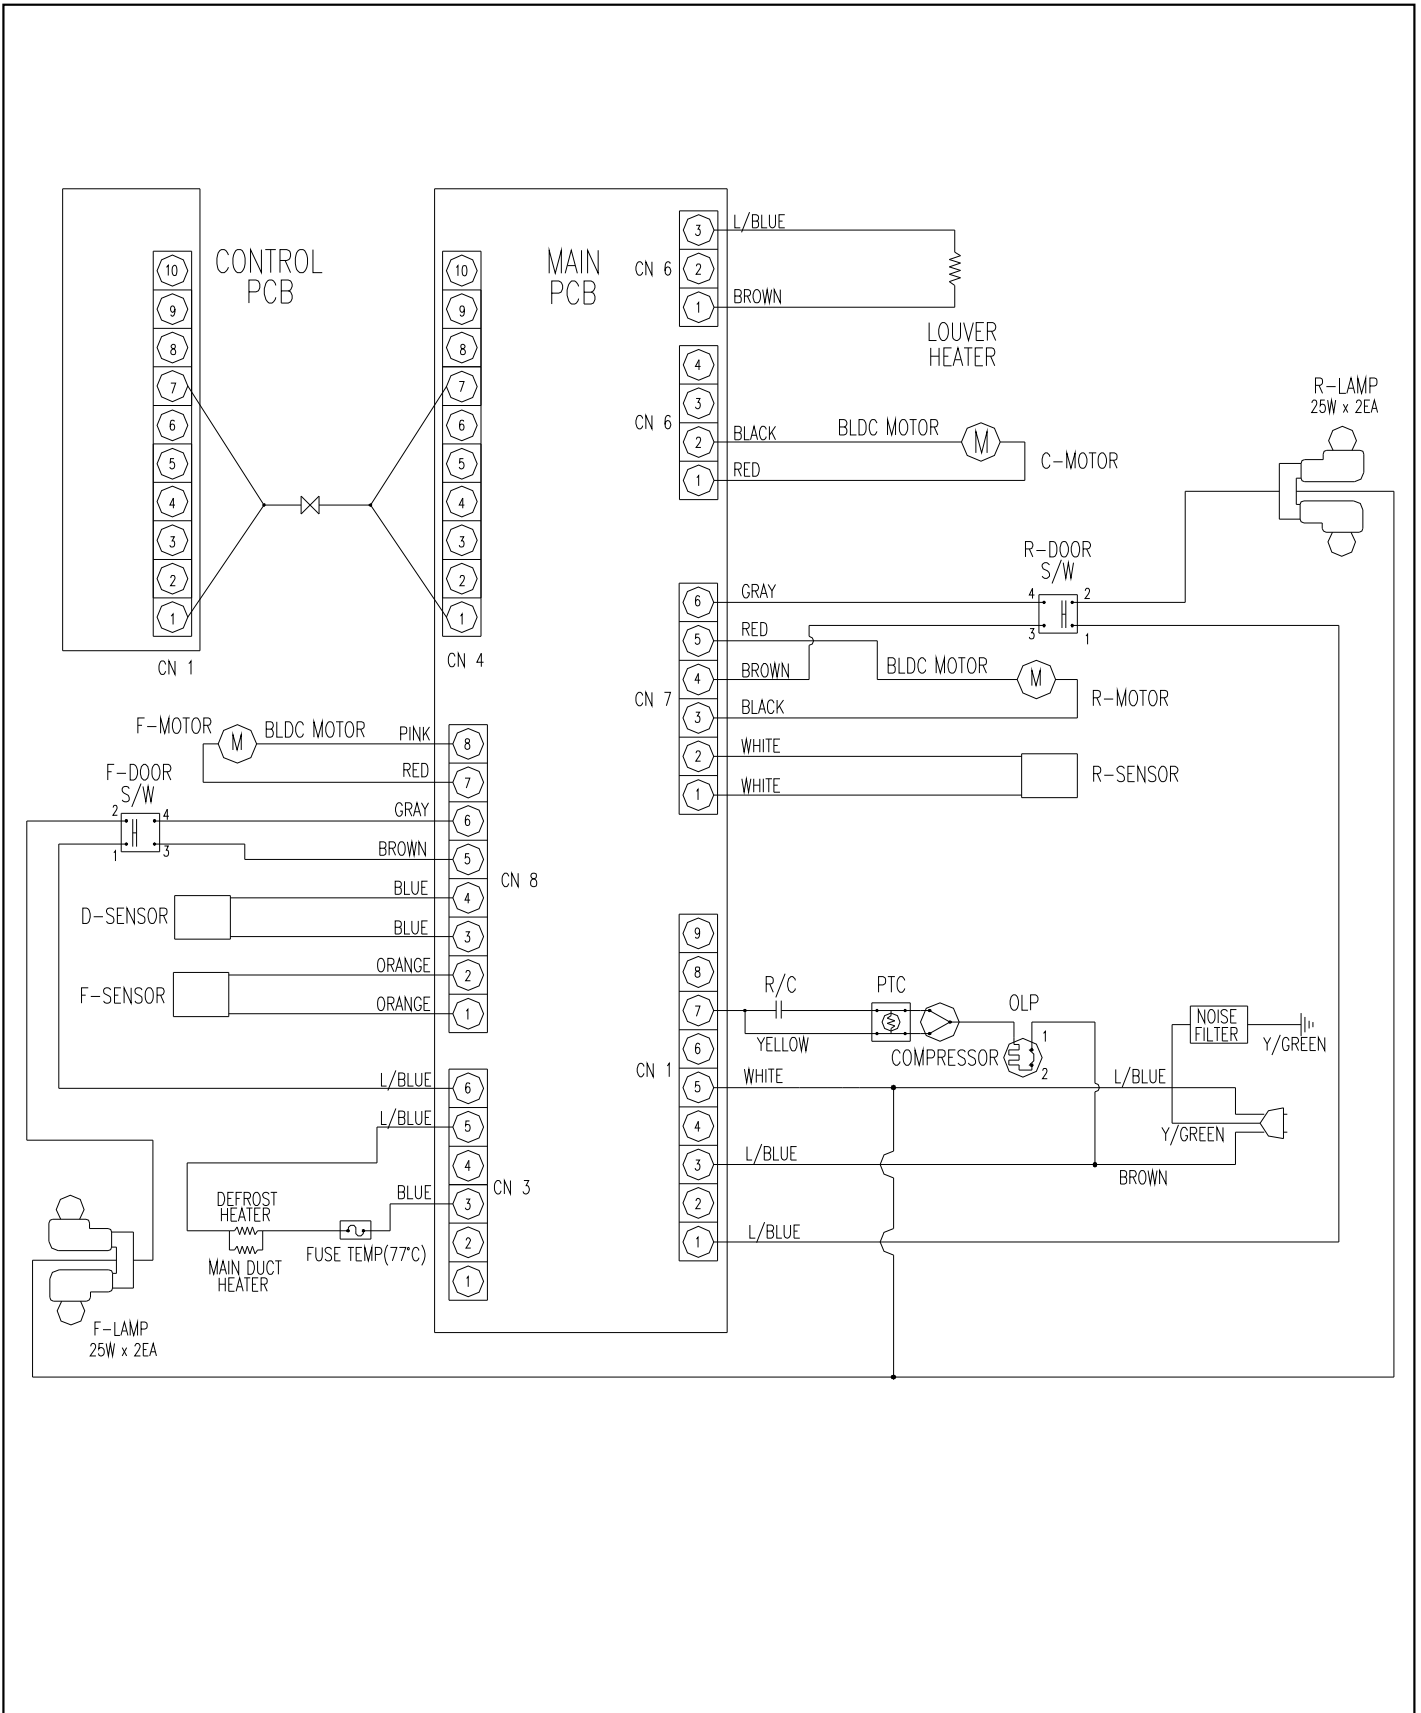 CONTROL
PCB
10
9
8
7
6
5
4
3
2
1
CN 1
MAIN
PCB
10
9
8
7
6
5
4
3
2
1
CN 4
3
2
1
CN 6
L/BLUE
BROWN
LOUVER
HEATER
4
3
2
1
CN 6
BLACK
RED
BLDC MOTOR
M
C-MOTOR
R-LAMP
25W x 2EA
R-DOOR
S/W
4
2
3
1
6
5
4
3
2
1
CN 7
GRAY
RED
BROWN
BLACK
WHITE
WHITE
BLDC MOTOR
M
R-MOTOR
R-SENSOR
F-MOTOR
M
BLDC MOTOR
F-DOOR
S/W
2
4
1
3
PINK
RED
GRAY
BROWN
BLUE
BLUE
ORANGE
ORANGE
8
7
6
5
4
3
2
1
CN 8
D-SENSOR
F-SENSOR
9
8
7
6
5
4
3
2
1
CN 1
R/C
PTC
OLP
YELLOW
COMPRESSOR
1
2
NOISE
FILTER
Y/GREEN
WHITE
L/BLUE
Y/GREEN
L/BLUE
BROWN
L/BLUE
L/BLUE
L/BLUE
BLUE
6
5
4
3
2
1
CN 3
DEFROST
HEATER
MAIN DUCT
HEATER
FUSE TEMP(77°C)
F-LAMP
25W x 2EA